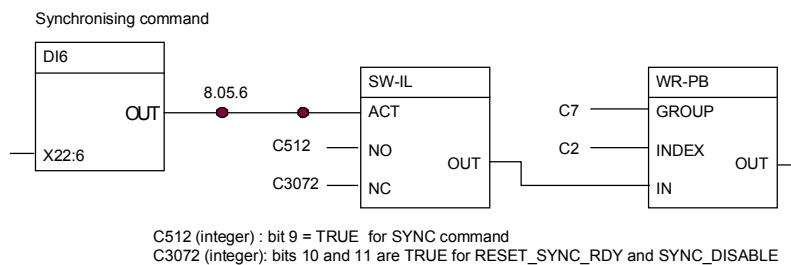 Synchronising command
DI6
OUT
X22:6
8.05.6
SW-IL
ACT
C512
NO
OUT
C3072
NC
WR-PB
C7
GROUP
C2
INDEX
OUT
IN
C512 (integer) : bit 9 = TRUE for SYNC command
C3072 (integer): bits 10 and 11 are TRUE for RESET_SYNC_RDY and SYNC_DISABLE